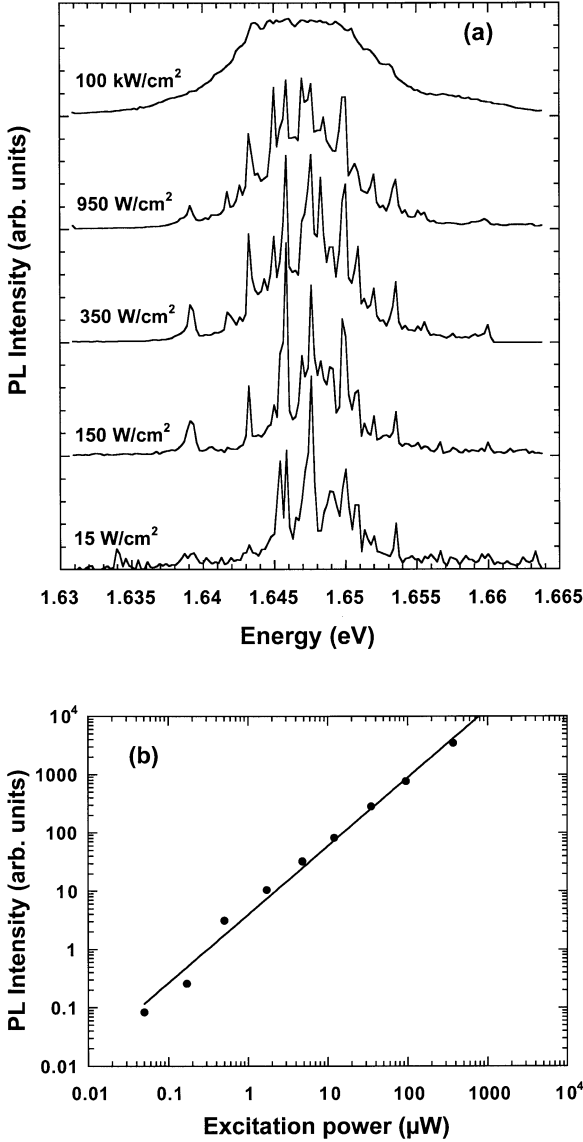 (a)
100 kW/cm²
950 W/cm²
350 W/cm²
150 W/cm²
15 W/cm²
PL Intensity (arb. units)
1.63 1.635 1.64 1.645 1.65 1.655 1.66 1.665
Energy (eV)
(b)
PL Intensity (arb. units)
10⁴
1000
100
10
1
0.1
0.01
0.01 0.1 1 10 100 1000 10⁴
Excitation power (µW)